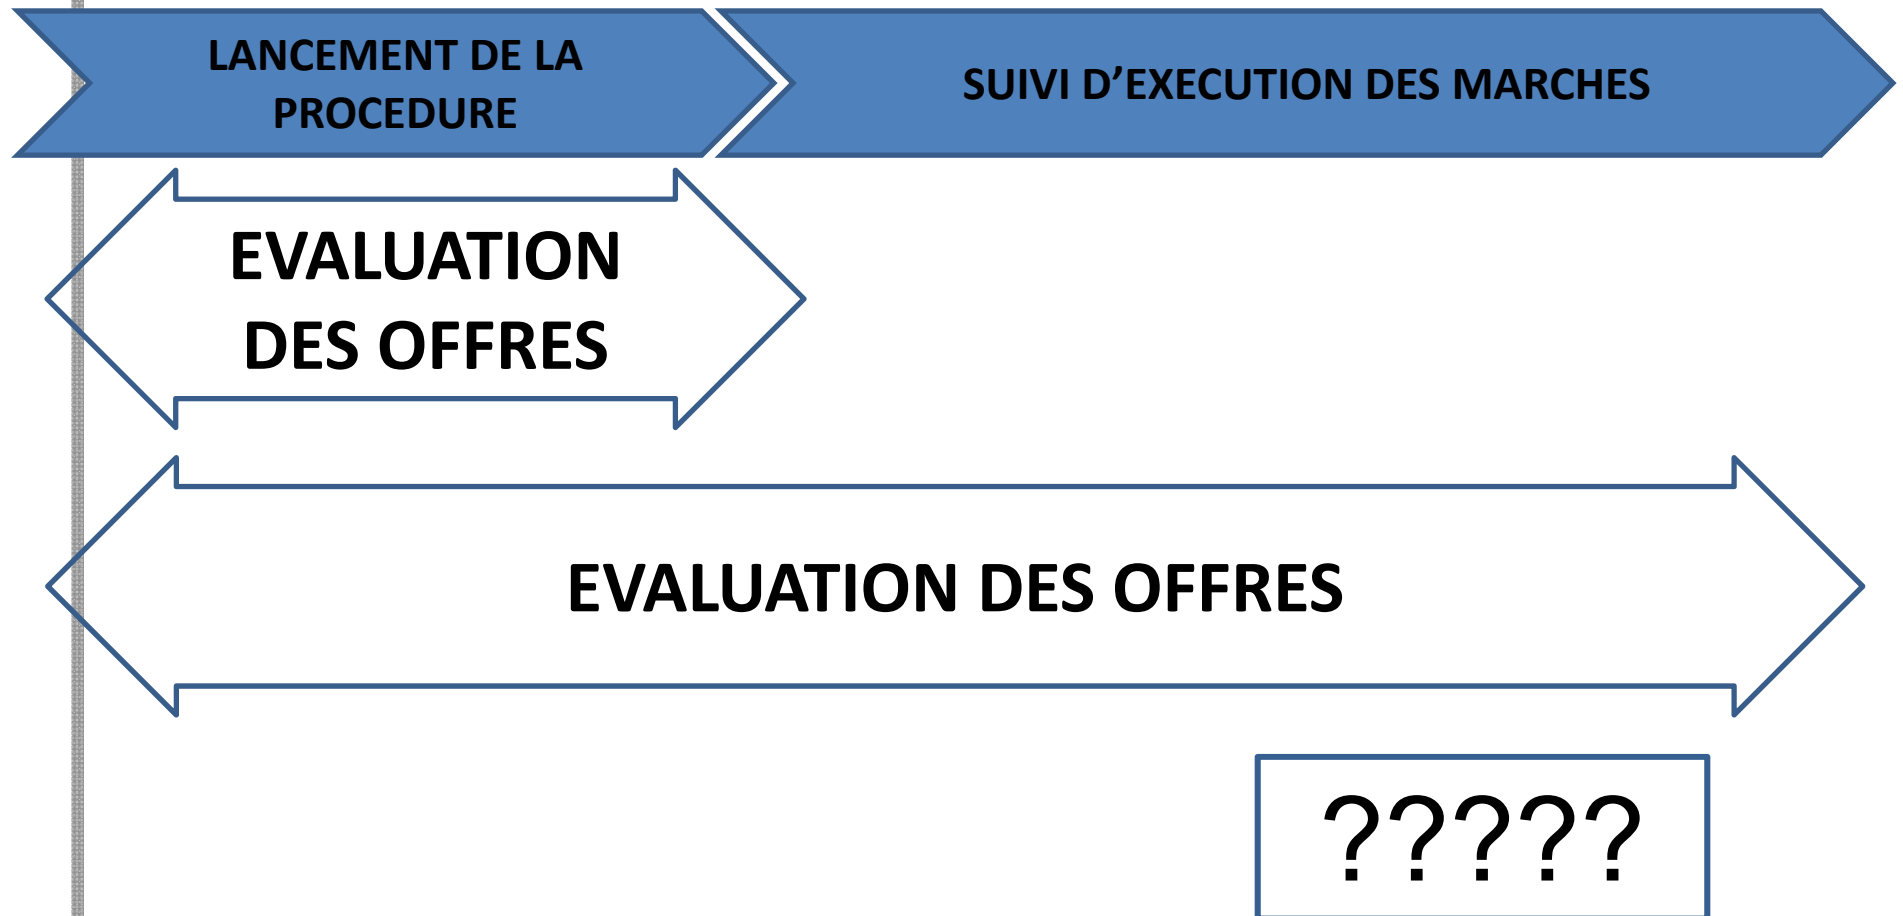 LANCEMENT DE LA
PROCEDURE
SUIVI D’EXECUTION DES MARCHES
EVALUATION
DES OFFRES
EVALUATION DES OFFRES
?????